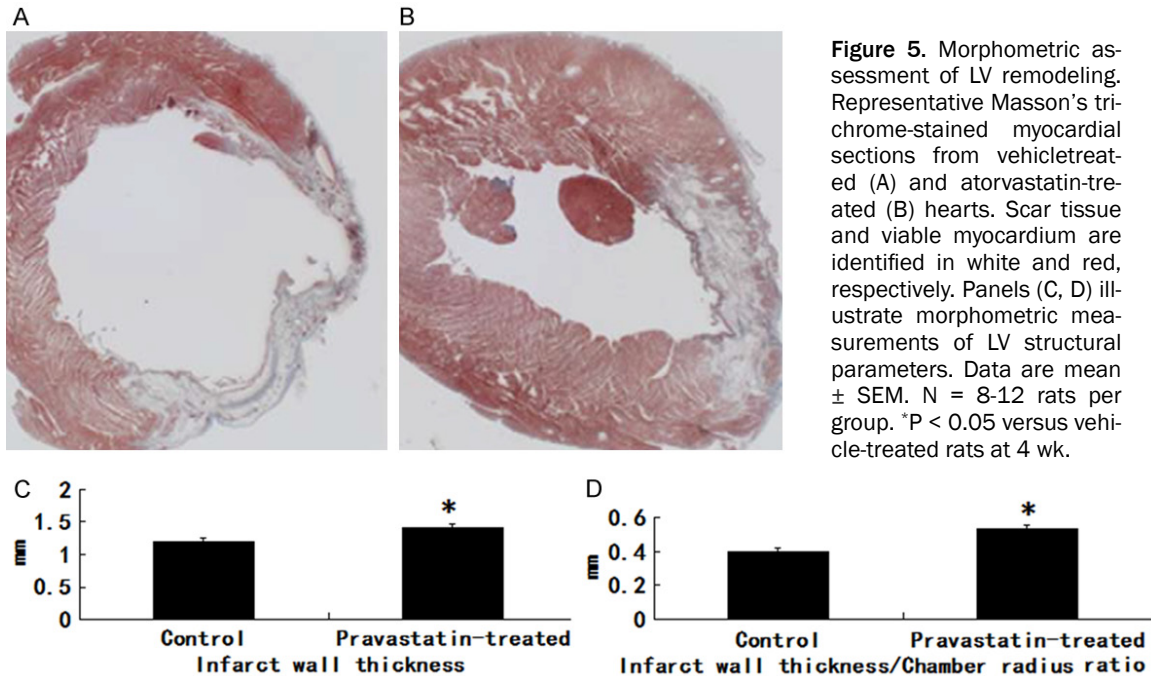 A
B
Figure 5. Morphometric as-
sessment of LV remodeling.
Representative Masson's tri-
chrome-stained myocardial
sections from vehicletreat-
ed (A) and atorvastatin-tre-
ated (B) hearts. Scar tissue
and viable myocardium are
identified in white and red,
respectively. Panels (C, D) ill-
ustrate morphometric mea-
surements of LV structural
parameters. Data are mean
± SEM. N = 8-12 rats per
group. *P < 0.05 versus vehi-
cle-treated rats at 4 wk.
C
2
1.5
1
0.5
0
mm
*
Control Pravastatin-treated
Infarct wall thickness
D
0.6
0.4
0.2
0
mm
*
Control Pravastatin-treated
Infarct wall thickness/Chamber radius ratio